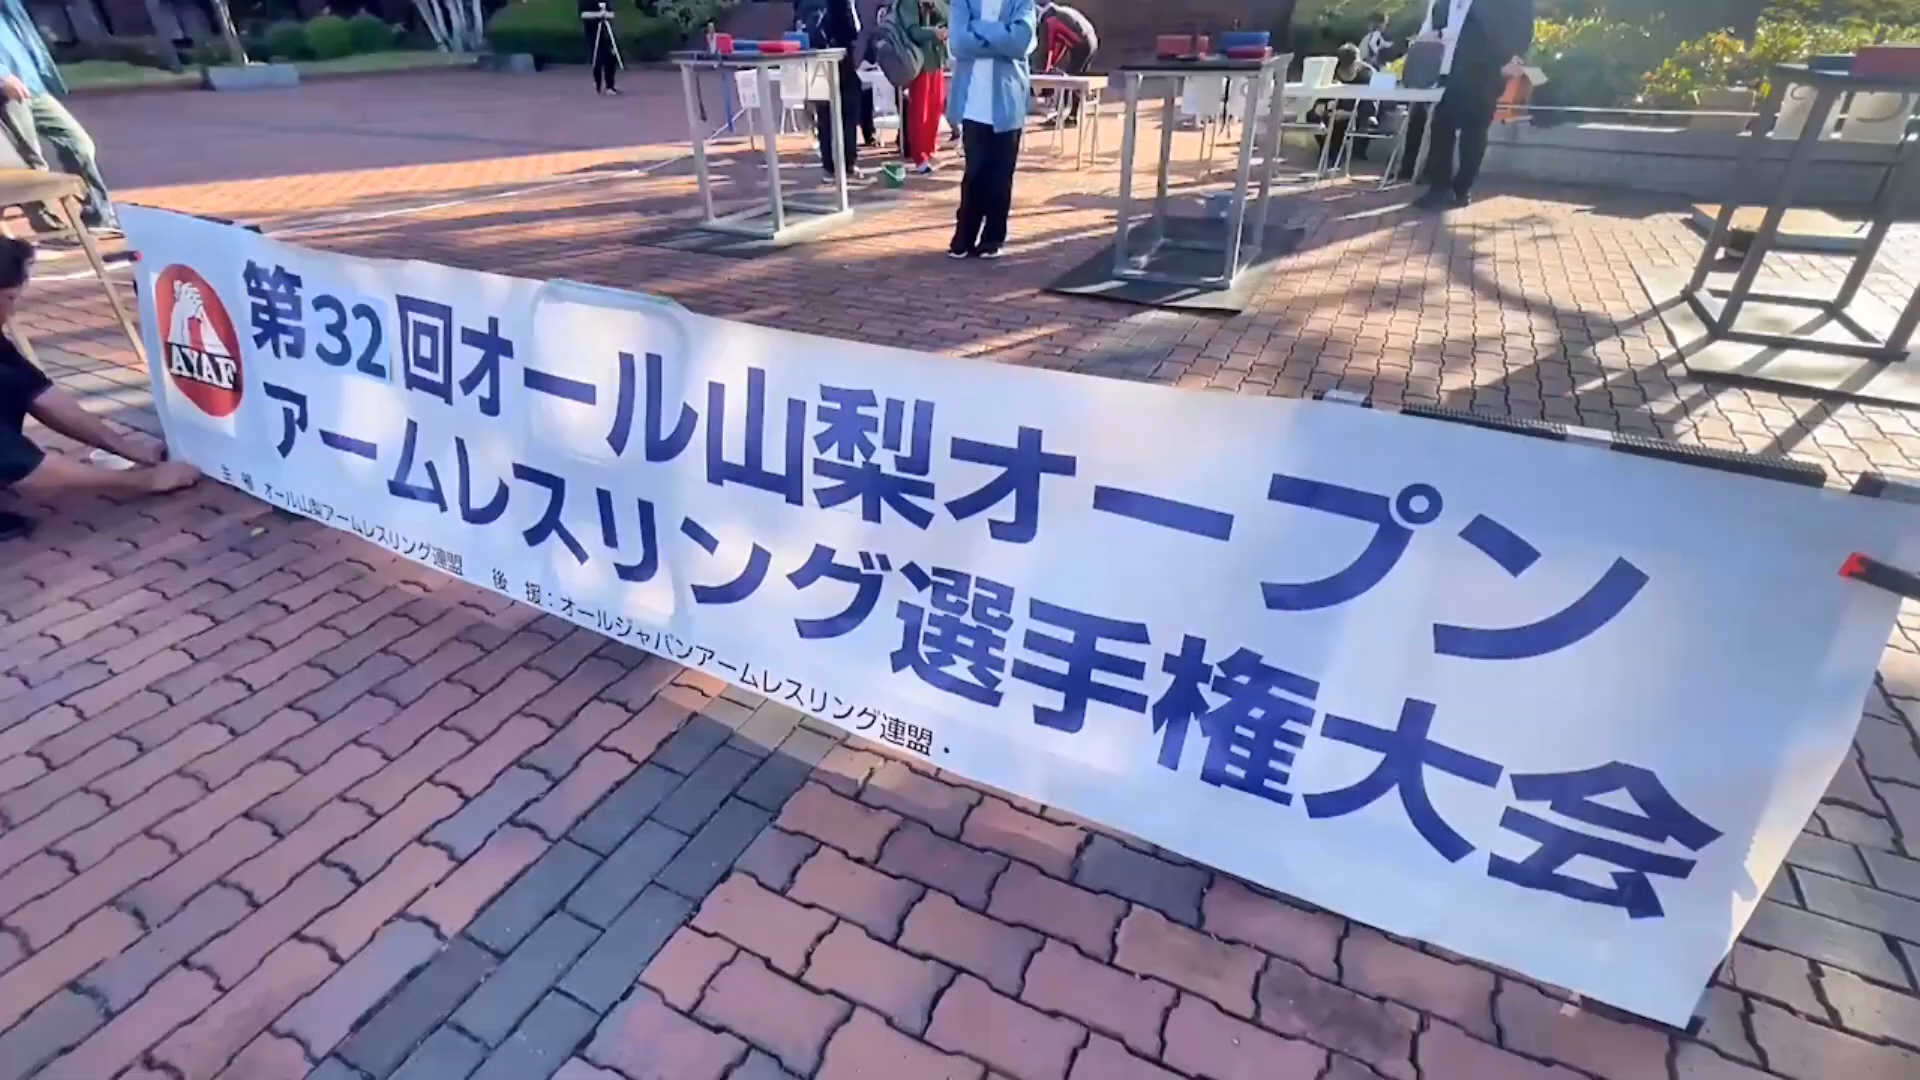 AYAF
第32回オール山梨オープン
アームレスリング選手権大会
主 催 オール山梨アームレスリング連盟 後 援：オールジャパンアームレスリング連盟・